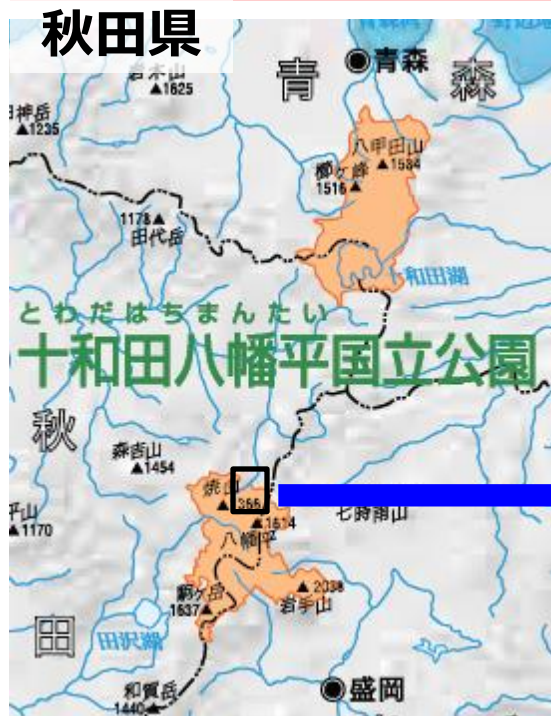 秋田県
青森
青 森
岩木山
▲1625
▲1235
八甲田山
▲1584
櫛ヶ峰
1516▲
1178▲
田代岳
和田湖
とわだはちまんたい
十和田八幡平国立公園
秋
森吉山
▲1454
焼山
▲1366
▲1614
八幡平
七時雨山
▲1170
駒ヶ岳
1637▲
▲2038
岩手山
田
田沢湖
和賀岳
1440▲
盛岡